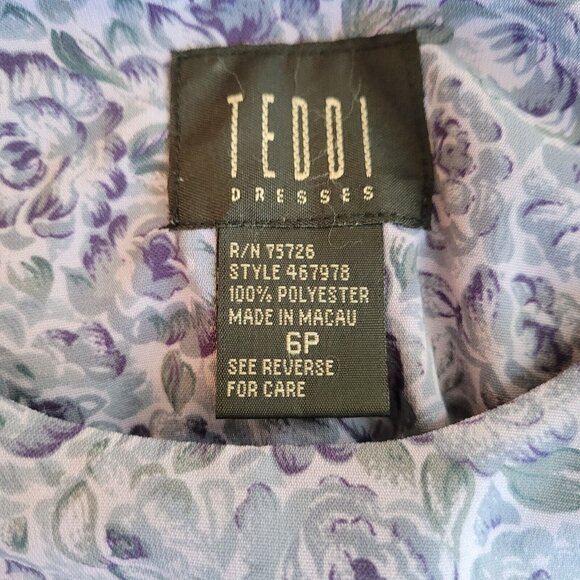 TEDDI
DRESSES
R/N 75726
STYLE 467978
100% POLYESTER
MADE IN MACAU
6P
SEE REVERSE
FOR CARE